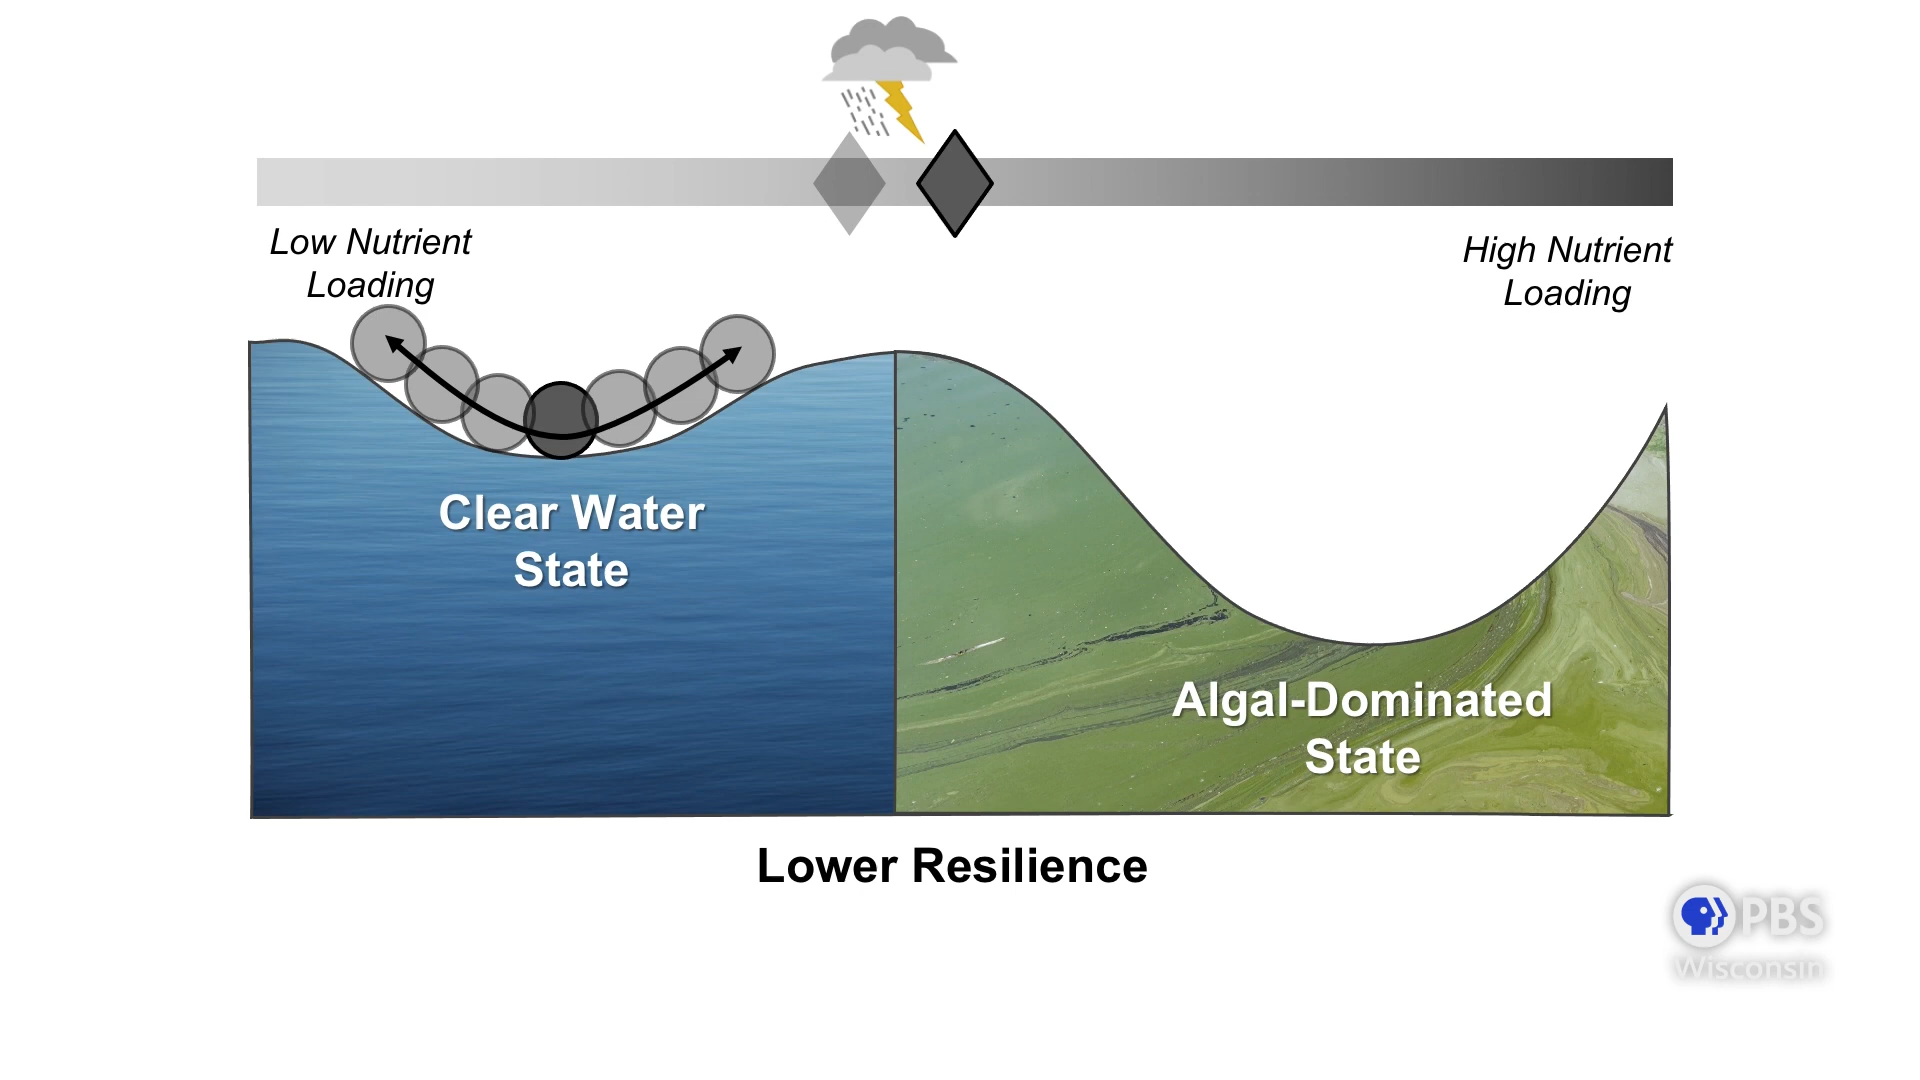 Low Nutrient
Loading
High Nutrient
Loading
Clear Water
State
Algal-Dominated
State
Lower Resilience
PBS
Wisconsin